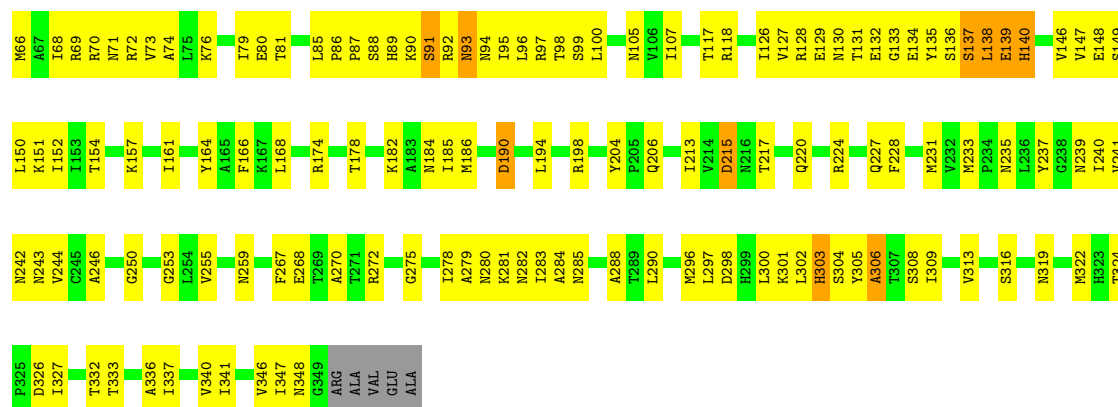 M66 A67 I68 R69 R70 N71 R72 V73 A74 L75 K76 I79 E80 T81 L85 P86 P87 S88 H89 K90 S91 R92 N93 N94 I95 L96 R97 T98 S99 L100 N105 V106 I107 T117 R118 I126 V127 R128 E129 N130 T131 E132 G133 E134 Y135 S136 S137 L138 E139 H140 V146 V147 E148 S149
L150 K151 I152 I153 T154 K157 I161 Y164 A165 F166 K167 L168 R174 T178 K182 A183 N184 I185 M186 D190 L194 R198 Y204 P205 Q206 I213 V214 D215 N216 T217 Q220 R224 Q227 F228 M231 V232 M233 P234 N235 L236 Y237 G238 N239 I240 V241
N242 N243 V244 C245 A246 G250 G253 L254 V255 N259 F267 E268 T269 A270 T271 R272 G275 I278 A279 N280 K281 N282 I283 A284 N285 A288 T289 L290 M296 L297 D298 H299 L300 K301 L302 H303 S304 Y305 A306 T307 S308 I309 V313 S316 N319 M322 H323 T324
P325 D326 I327 T332 T333 A336 I337 V340 I341 V346 I347 N348 G349 ARG ALA VAL GLU ALA